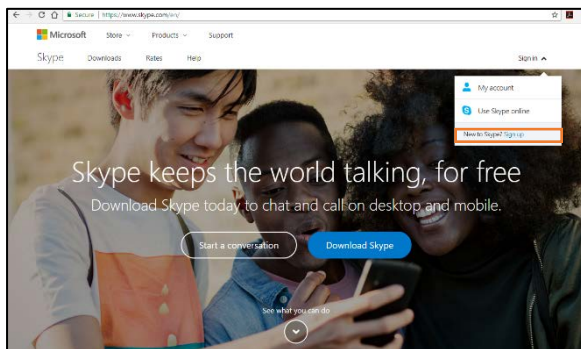 Secure | https://www.skype.com/en/
Microsoft Store Products Support
Skype Downloads Rates Help Sign in
My account
Use Skype online
New to Skype? Sign up
Skype keeps the world talking, for free
Download Skype today to chat and call on desktop and mobile.
Start a conversation Download Skype
See what you can do